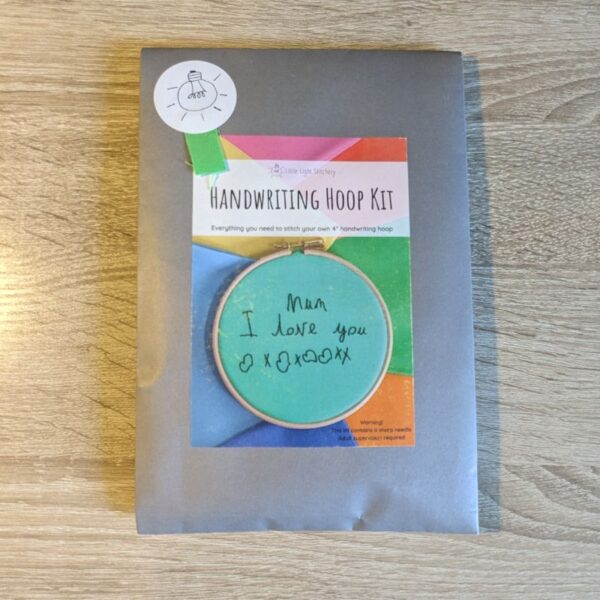 Little Light Stitchery
HANDWRITING HOOP KIT
Everything you need to stitch your own 4" handwriting hoop
Mum
I love you
x x xx
Warning!
This kit contains a sharp needle
Adult supervision required